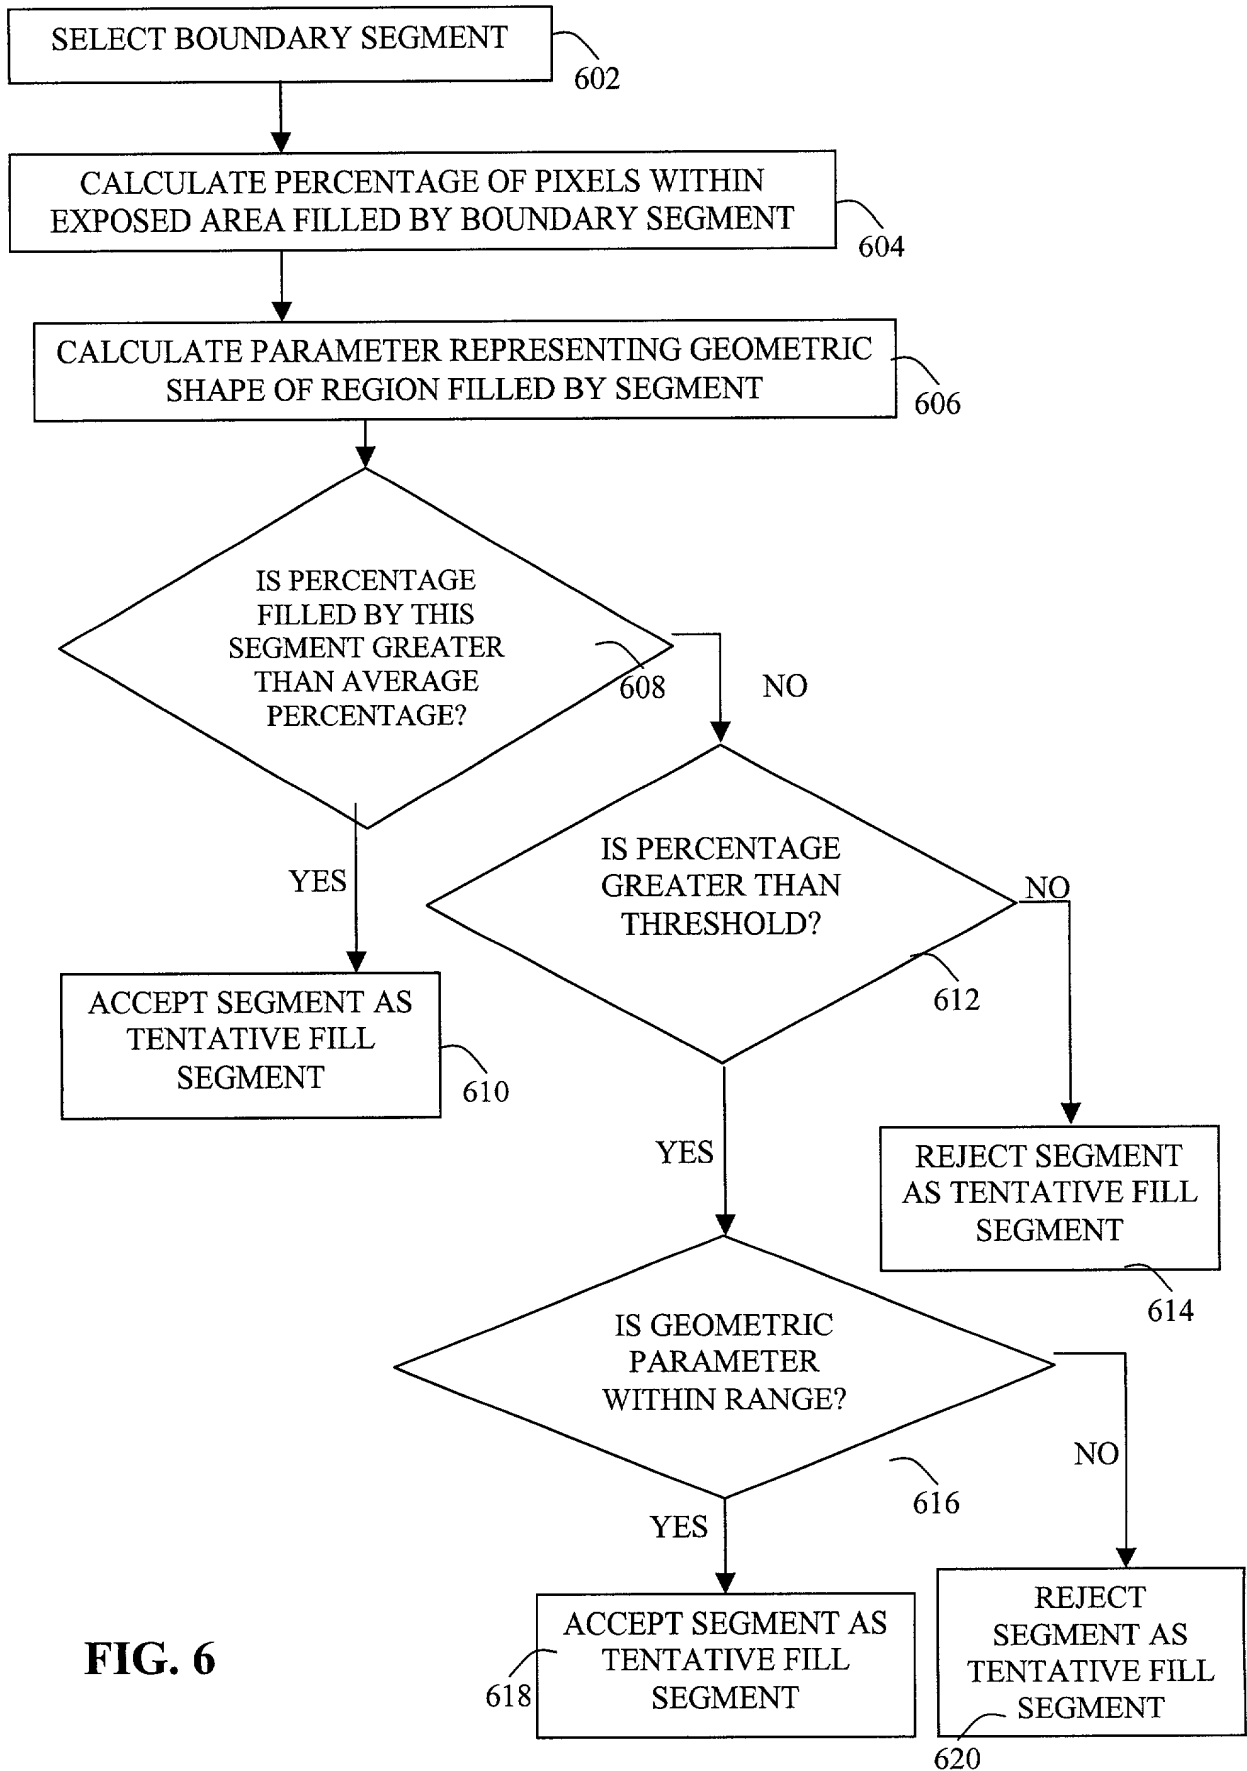 SELECT BOUNDARY SEGMENT
602
CALCULATE PERCENTAGE OF PIXELS WITHIN
EXPOSED AREA FILLED BY BOUNDARY SEGMENT
604
CALCULATE PARAMETER REPRESENTING GEOMETRIC
SHAPE OF REGION FILLED BY SEGMENT
606
IS PERCENTAGE
FILLED BY THIS
SEGMENT GREATER
THAN AVERAGE
PERCENTAGE?
608
NO
YES
IS PERCENTAGE
GREATER THAN
THRESHOLD?
612
NO
ACCEPT SEGMENT AS
TENTATIVE FILL
SEGMENT
610
YES
REJECT SEGMENT
AS TENTATIVE FILL
SEGMENT
614
IS GEOMETRIC
PARAMETER
WITHIN RANGE?
616
NO
YES
ACCEPT SEGMENT AS
TENTATIVE FILL
SEGMENT
618
REJECT
SEGMENT AS
TENTATIVE FILL
SEGMENT
620
FIG. 6